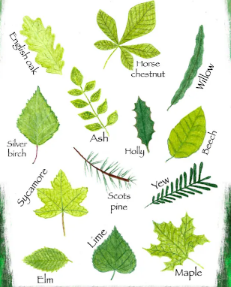 English oak
Horse
chestnut
Willow
Silver
birch
Ash
Holly
Beech
Sycamore
Scots
pine
Yew
Elm
Lime
Maple